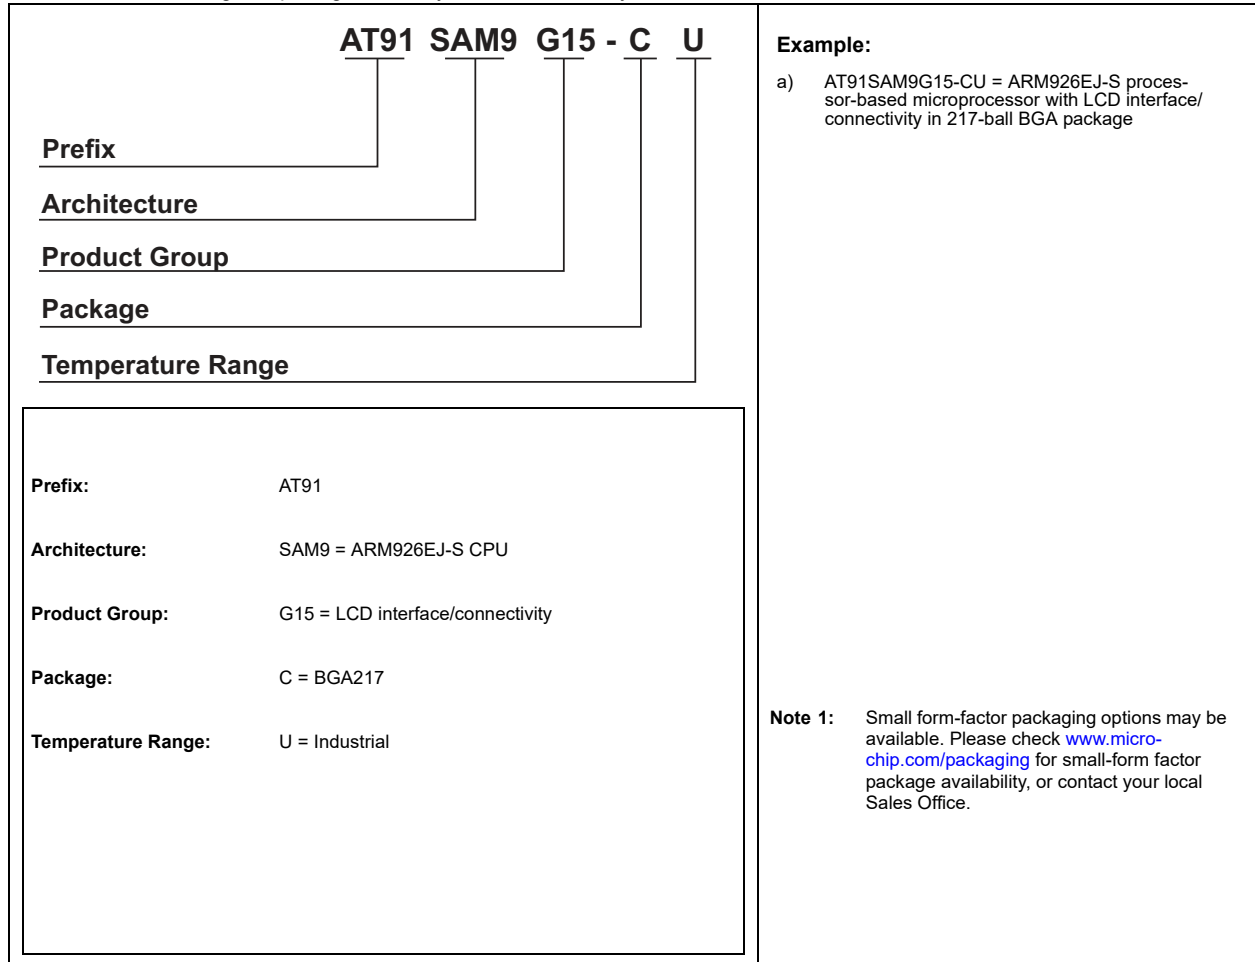 AT91 SAM9 G15 - C U
Prefix
Architecture
Product Group
Package
Temperature Range
Prefix: AT91
Architecture: SAM9 = ARM926EJ-S CPU
Product Group: G15 = LCD interface/connectivity
Package: C = BGA217
Temperature Range: U = Industrial
Example:
a) AT91SAM9G15-CU = ARM926EJ-S proces-
sor-based microprocessor with LCD interface/
connectivity in 217-ball BGA package
Note 1: Small form-factor packaging options may be
available. Please check www.micro-
chip.com/packaging for small-form factor
package availability, or contact your local
Sales Office.